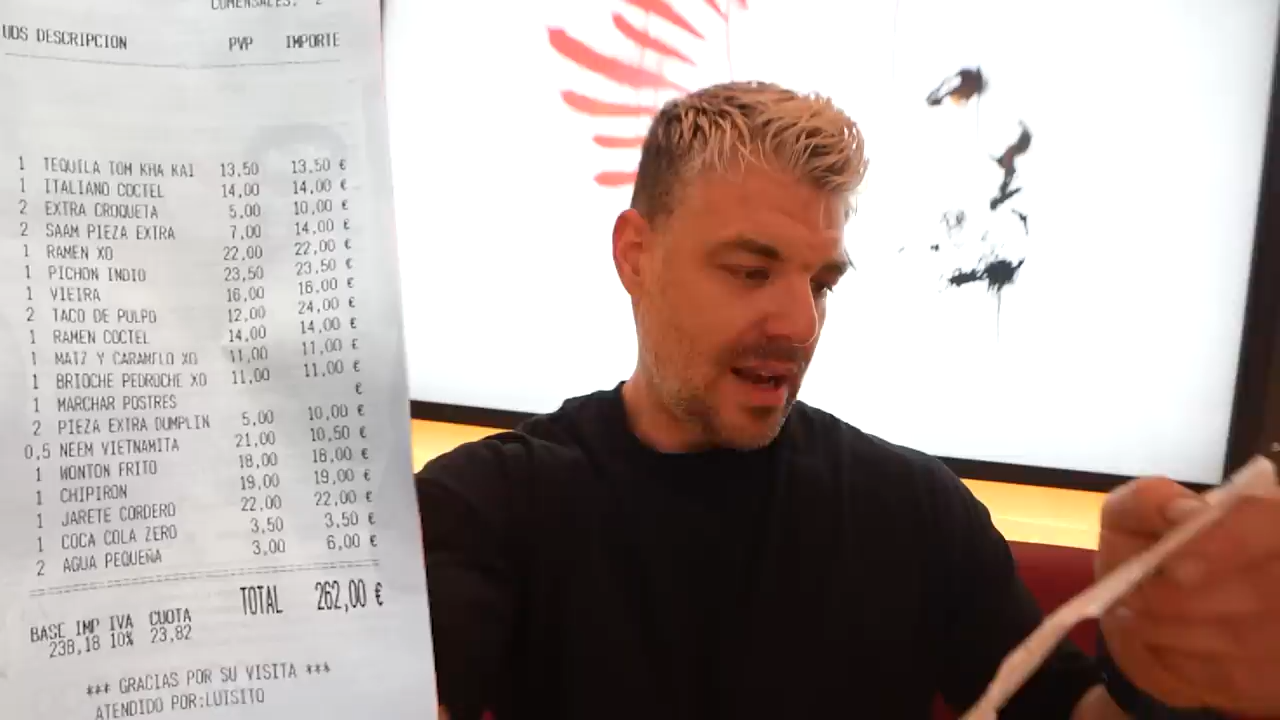 COMENSALES: 2
UDS DESCRIPCION PVP IMPORTE
1 TEQUILA TOM KHA KAI 13,50 13,50 €
1 ITALIANO COCTEL 14,00 14,00 €
2 EXTRA CROQUETA 5,00 10,00 €
2 SAAM PIEZA EXTRA 7,00 14,00 €
1 RAMEN XO 22,00 22,00 €
1 PICHON INDIO 23,50 23,50 €
1 VIEIRA 16,00 16,00 €
2 TACO DE PULPO 12,00 24,00 €
1 RAMEN COCTEL 14,00 14,00 €
1 MAIZ Y CARAMELO XO 11,00 11,00 €
1 BRIOCHE PEDROCHE XO 11,00 11,00 €
1 MARCHAR POSTRES €
2 PIEZA EXTRA DUMPLIN 5,00 10,00 €
0,5 NEEM VIETNAMITA 21,00 10,50 €
1 WONTON FRITO 18,00 18,00 €
1 CHIPIRON 19,00 19,00 €
1 JARETE CORDERO 22,00 22,00 €
1 COCA COLA ZERO 3,50 3,50 €
2 AGUA PEQUEÑA 3,00 6,00 €
TOTAL 262,00 €
BASE IMP IVA CUOTA
238,18 10% 23,82
*** GRACIAS POR SU VISITA ***
ATENDIDO POR:LUISITO